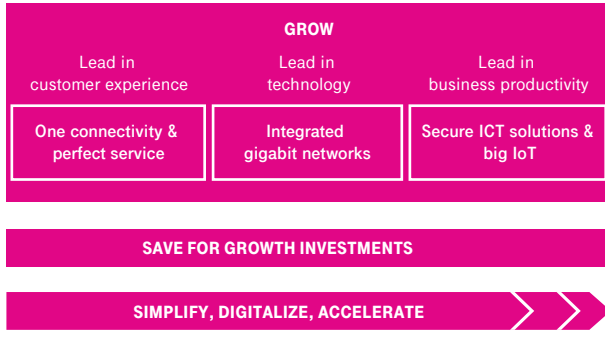 GROW
Lead in
customer experience
Lead in
technology
Lead in
business productivity
One connectivity &
perfect service
Integrated
gigabit networks
Secure ICT solutions &
big IoT
SAVE FOR GROWTH INVESTMENTS
SIMPLIFY, DIGITALIZE, ACCELERATE